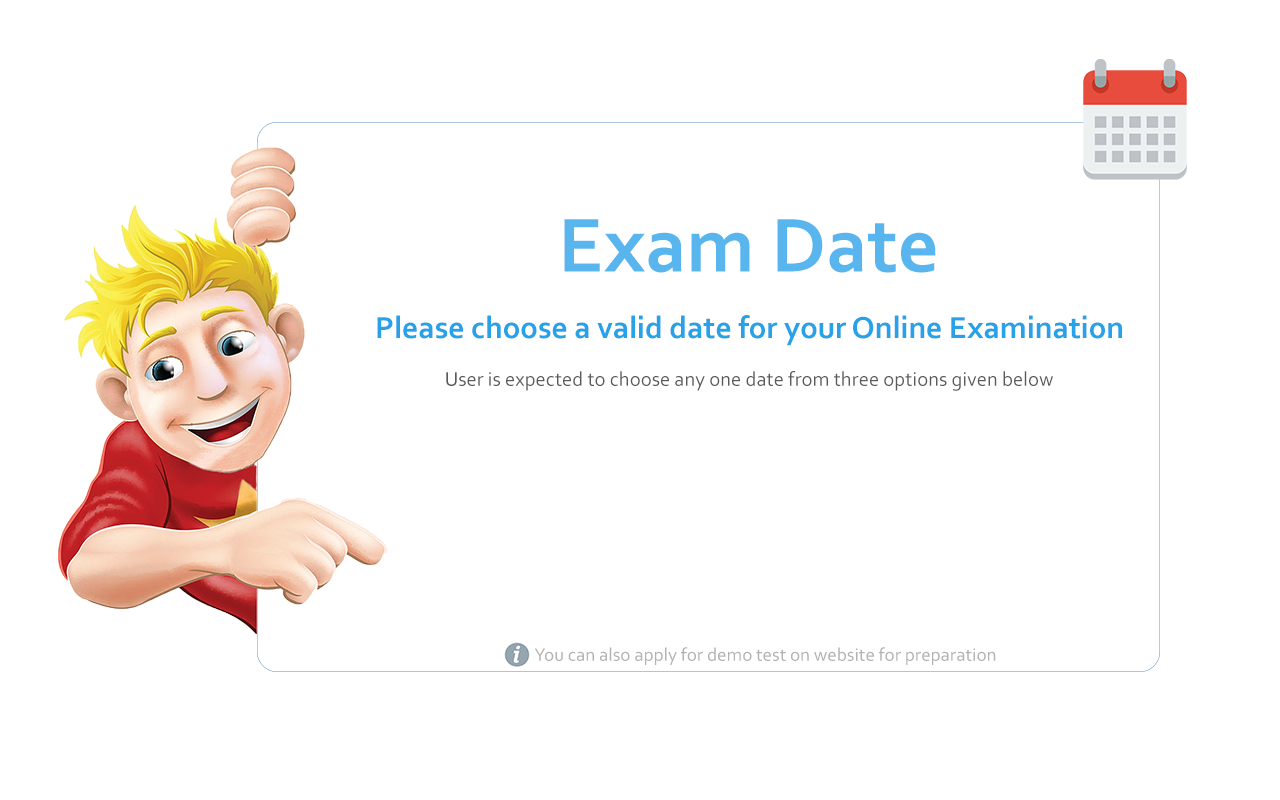 Exam Date
Please choose a valid date for your Online Examination
User is expected to choose any one date from three options given below
i You can also apply for demo test on website for preparation